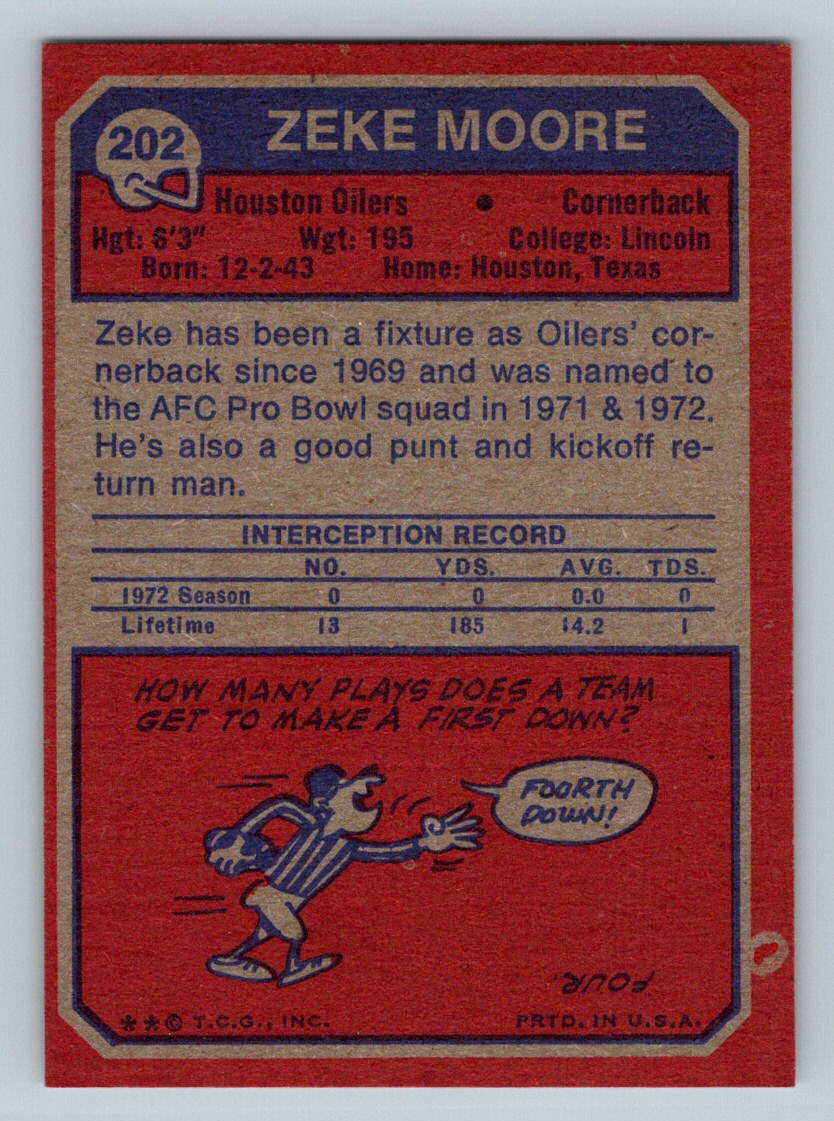 202
ZEKE MOORE
Houston Oilers • Cornerback
Hgt: 6'3" Wgt: 195 College: Lincoln
Born: 12-2-43 Home: Houston, Texas
Zeke has been a fixture as Oilers' cor-
nerback since 1969 and was named to
the AFC Pro Bowl squad in 1971 & 1972.
He's also a good punt and kickoff re-
turn man.
INTERCEPTION RECORD
NO. YDS. AVG. TDS.
1972 Season 0 0 0.0 0
Lifetime 13 185 14.2 1
HOW MANY PLAYS DOES A TEAM
GET TO MAKE A FIRST DOWN?
FOORTH
DOWN!
FOUR.
**© T.C.G., INC. PRTD. IN U.S.A.